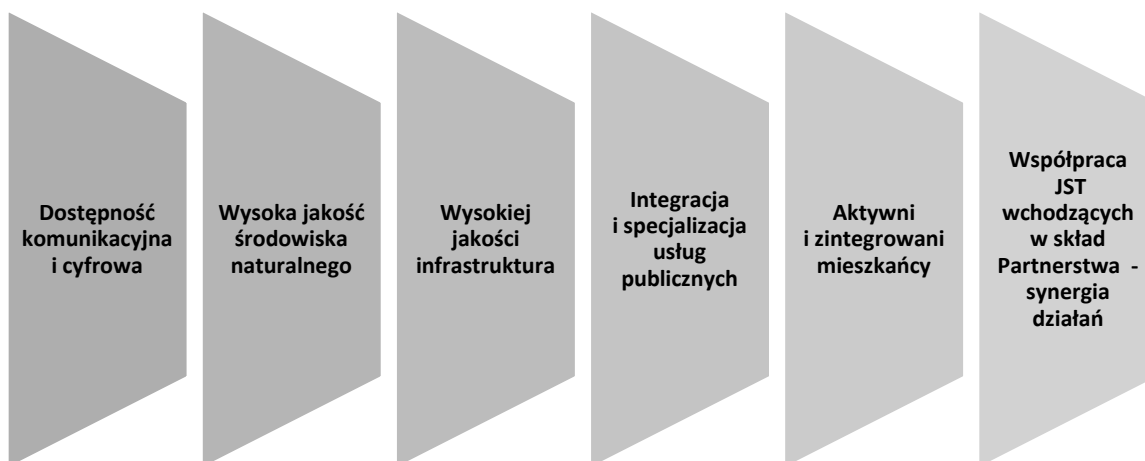 Dostępność
komunikacyjna
i cyfrowa
Wysoka jakość
środowiska
naturalnego
Wysokiej
jakości
infrastruktura
Integracja
i specjalizacja
usług
publicznych
Aktywni
i zintegrowani
mieszkańcy
Współpraca
JST
wchodzących
w skład
Partnerstwa -
synergia
działań